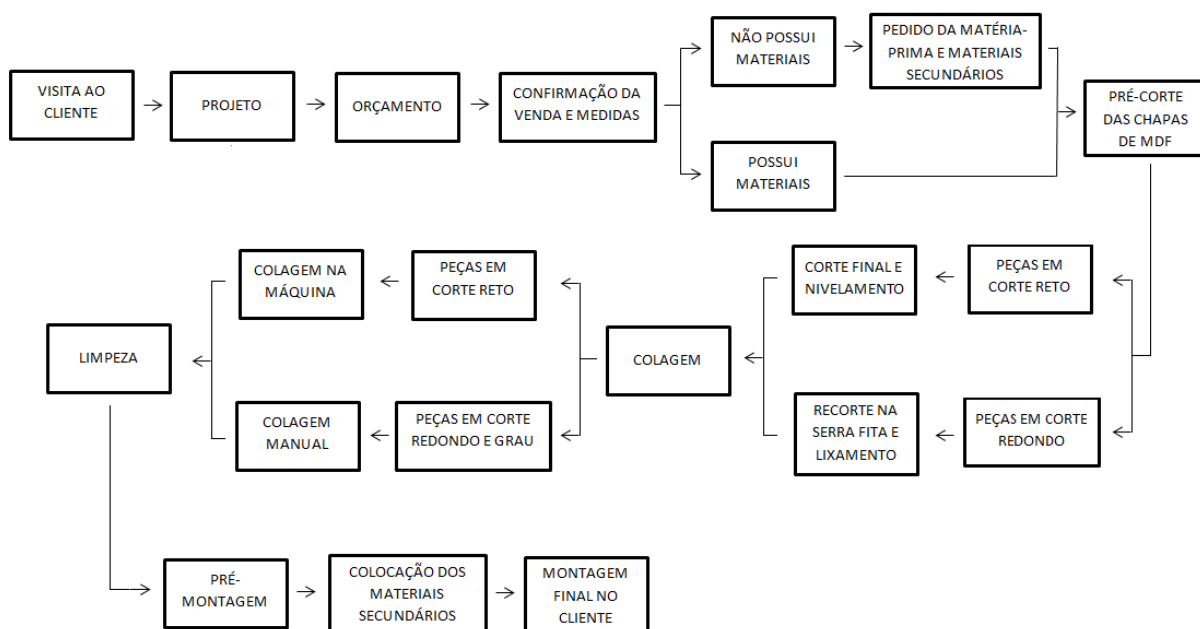 VISITA AO
CLIENTE
PROJETO
ORÇAMENTO
CONFIRMAÇÃO DA
VENDA E MEDIDAS
NÃO POSSUI
MATERIAIS
PEDIDO DA MATÉRIA-
PRIMA E MATERIAIS
SECUNDÁRIOS
POSSUI
MATERIAIS
PRÉ-CORTE
DAS CHAPAS
DE MDF
PEÇAS EM
CORTE RETO
CORTE FINAL E
NIVELAMENTO
PEÇAS EM CORTE
REDONDO
RECORTE NA
SERRA FITA E
LIXAMENTO
COLAGEM
PEÇAS EM
CORTE RETO
COLAGEM NA
MÁQUINA
PEÇAS EM CORTE
REDONDO E GRAU
COLAGEM
MANUAL
LIMPEZA
PRÉ-
MONTAGEM
COLOCAÇÃO DOS
MATERIAIS
SECUNDÁRIOS
MONTAGEM
FINAL NO
CLIENTE